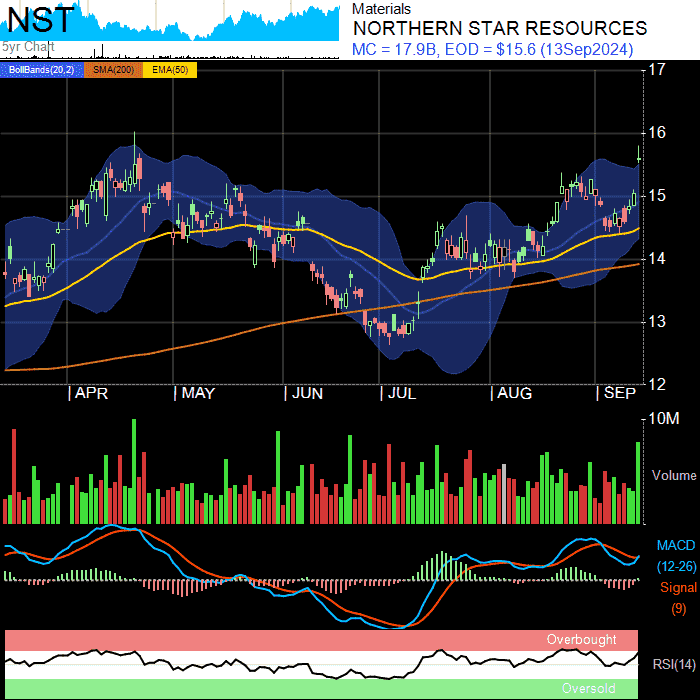 NST
5yr Chart
Materials
NORTHERN STAR RESOURCES
MC = 17.9B, EOD = $15.6 (13Sep2024)
BollBands(20,2) SMA(200) EMA(50)
17
16
15
14
13
12
| APR | MAY | JUN | JUL | AUG | SEP
10M
Volume
MACD
(12-26)
Signal
(9)
Overbought
RSI(14)
Oversold